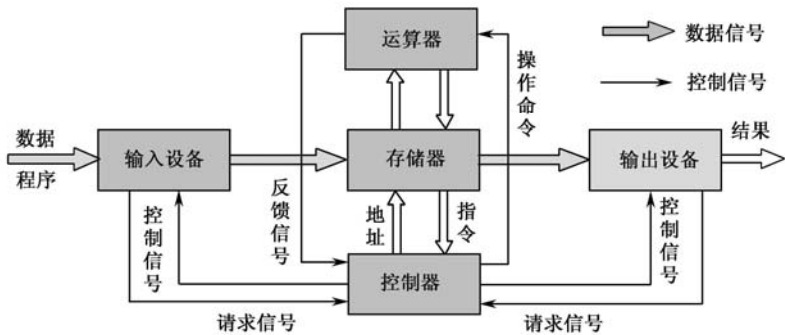 运算器
数据信号
控制信号
操作命令
数据
程序
输入设备
存储器
输出设备
结果
反馈信号
地址
指令
控制信号
控制信号
控制器
请求信号
请求信号